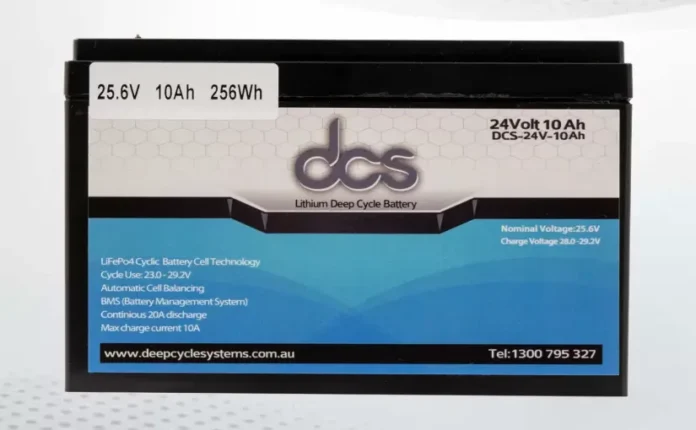 25.6V 10Ah 256Wh
24Volt 10 Ah
DCS-24V-10Ah
dcs
Lithium Deep Cycle Battery
Nominal Voltage:25.6V
Charge Voltage 28.0 -29.2V
LiFePo4 Cyclic Battery Cell Technology
Cycle Use: 23.0 - 29.2V
Automatic Cell Balancing
BMS (Battery Management System)
Continious 20A discharge
Max charge current 10A
www.deepcyclesystems.com.au
Tel:1300 795 327